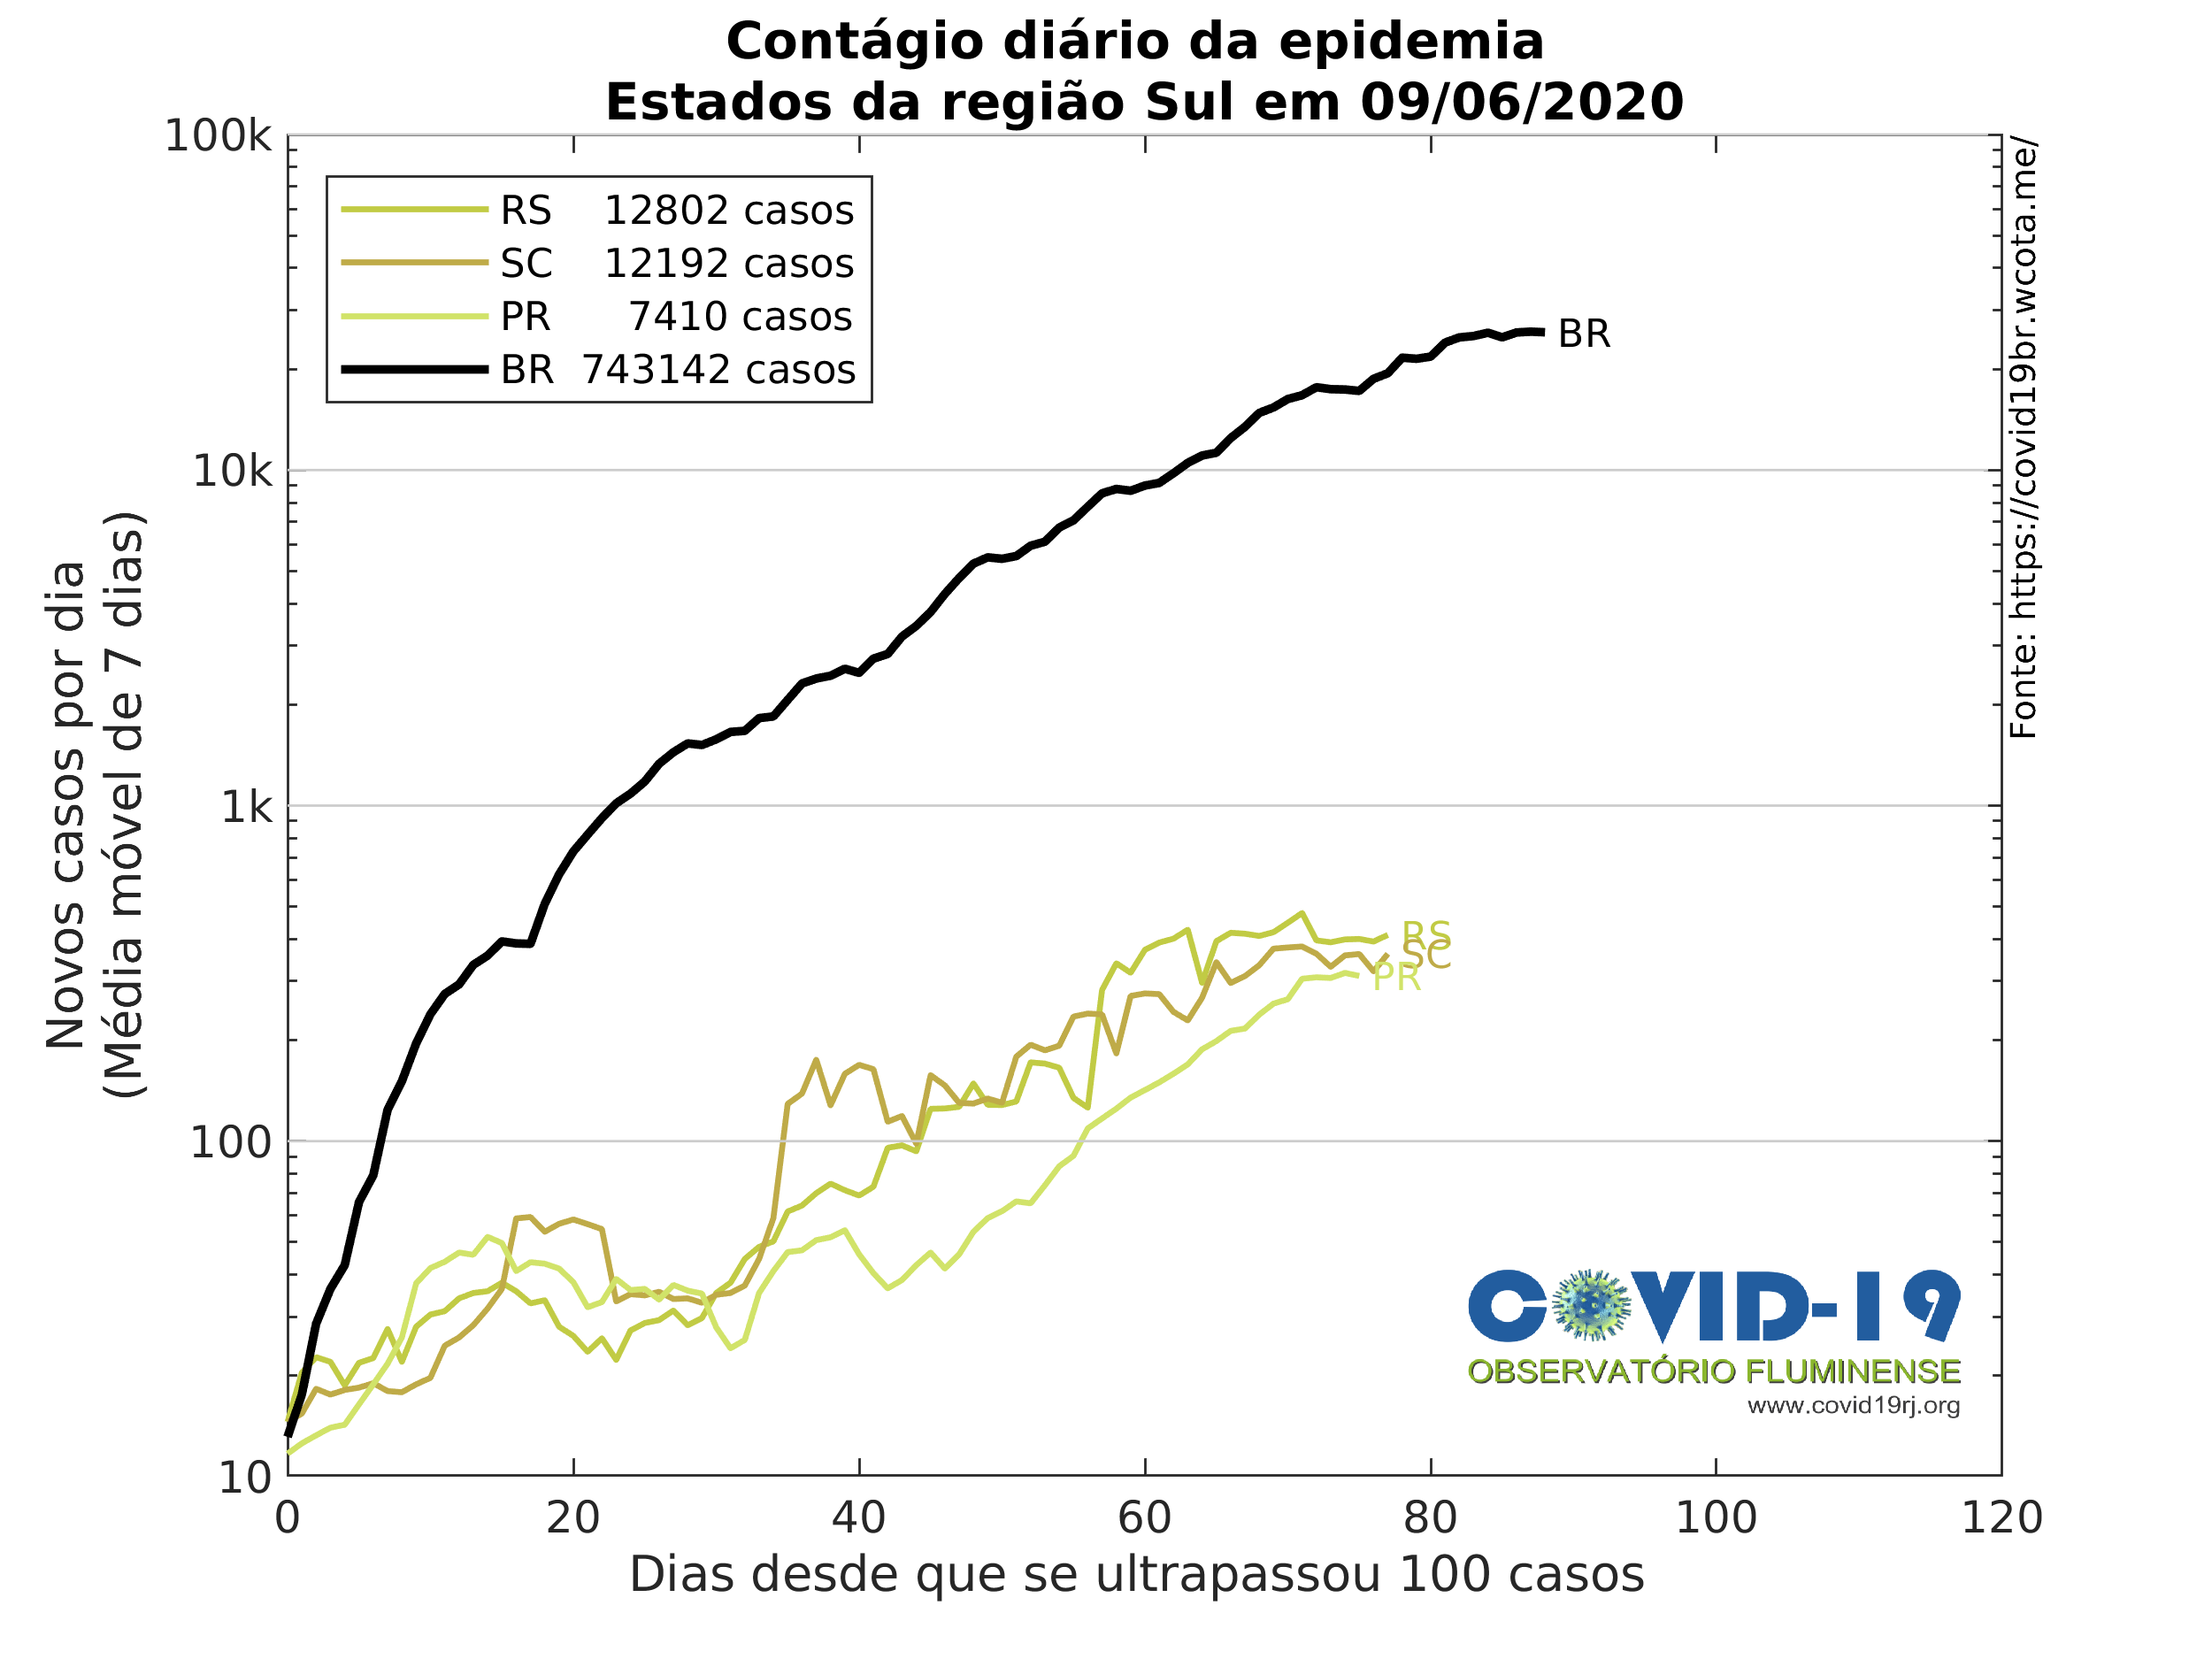 Contágio diário da epidemia
Estados da região Sul em 09/06/2020
100k
10k
1k
100
10
Novos casos por dia
(Média móvel de 7 dias)
RS 12802 casos
SC 12192 casos
PR 7410 casos
BR 743142 casos
BR
RS
SC
PR
Fonte: https://covid19br.wcota.me/
COVID-19
OBSERVATÓRIO FLUMINENSE
www.covid19rj.org
0 20 40 60 80 100 120
Dias desde que se ultrapassou 100 casos